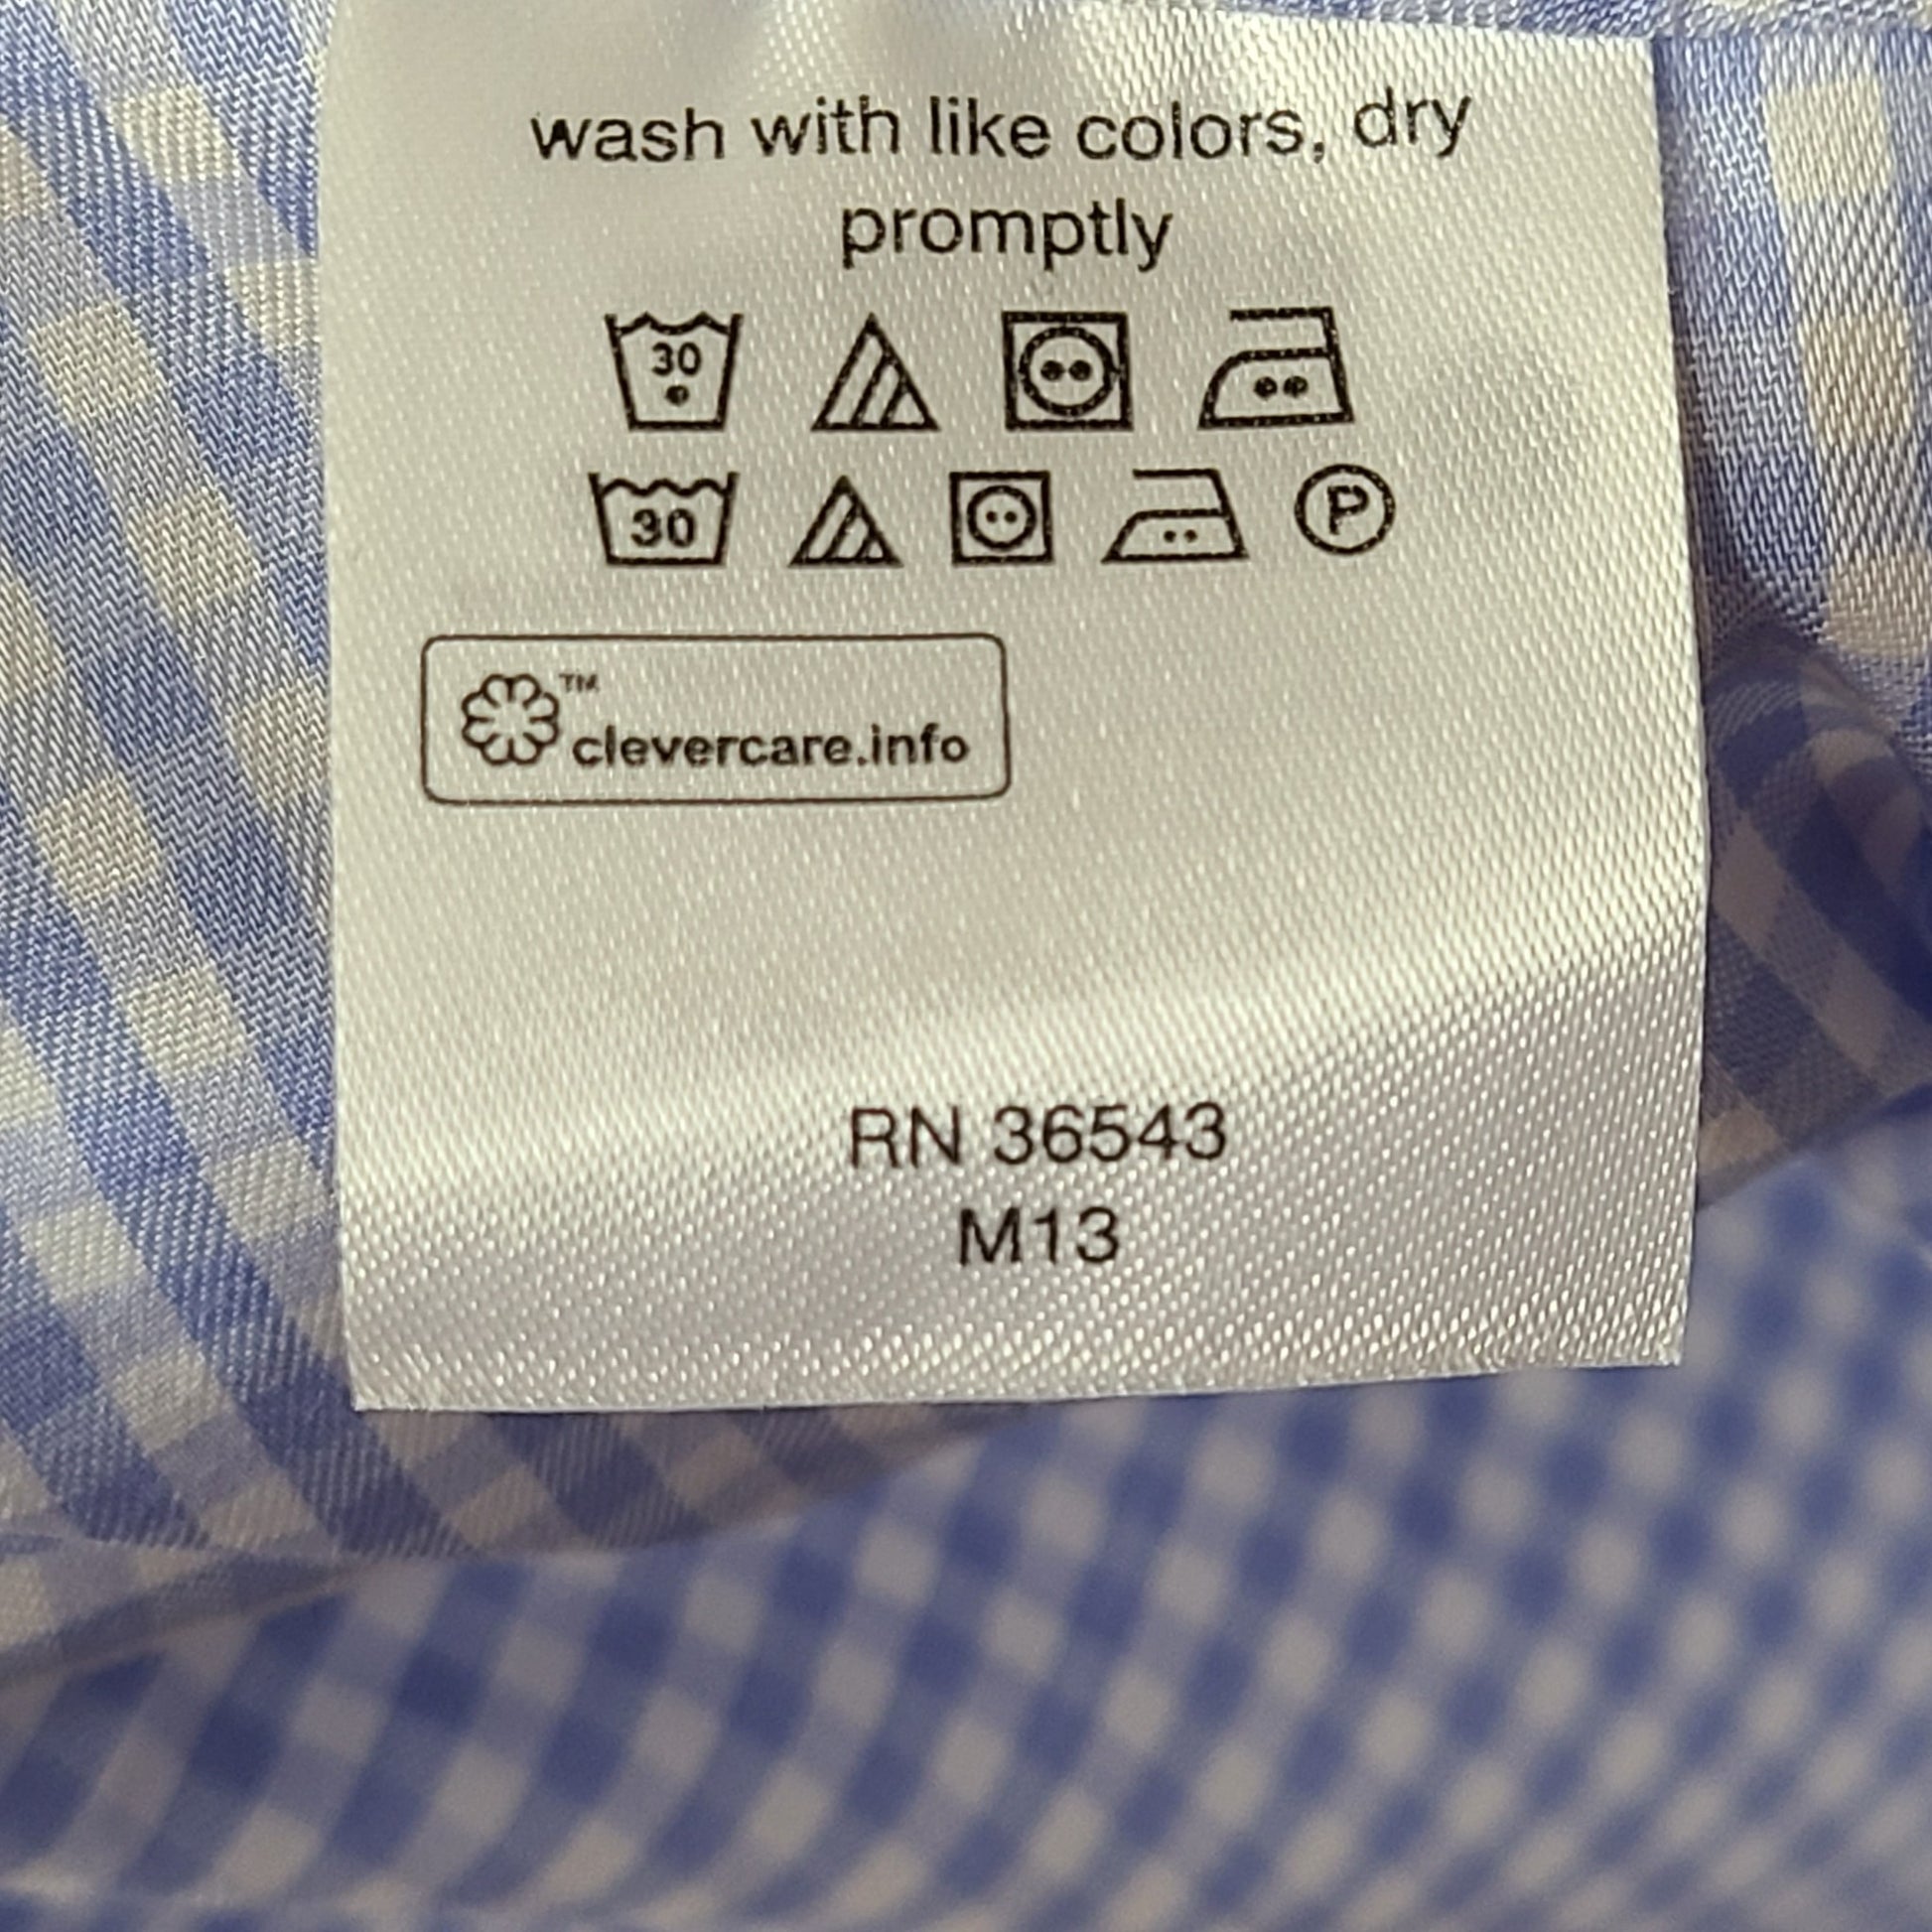 wash with like colors, dry
promptly
30
30 P
TM
clevercare.info
RN 36543
M13